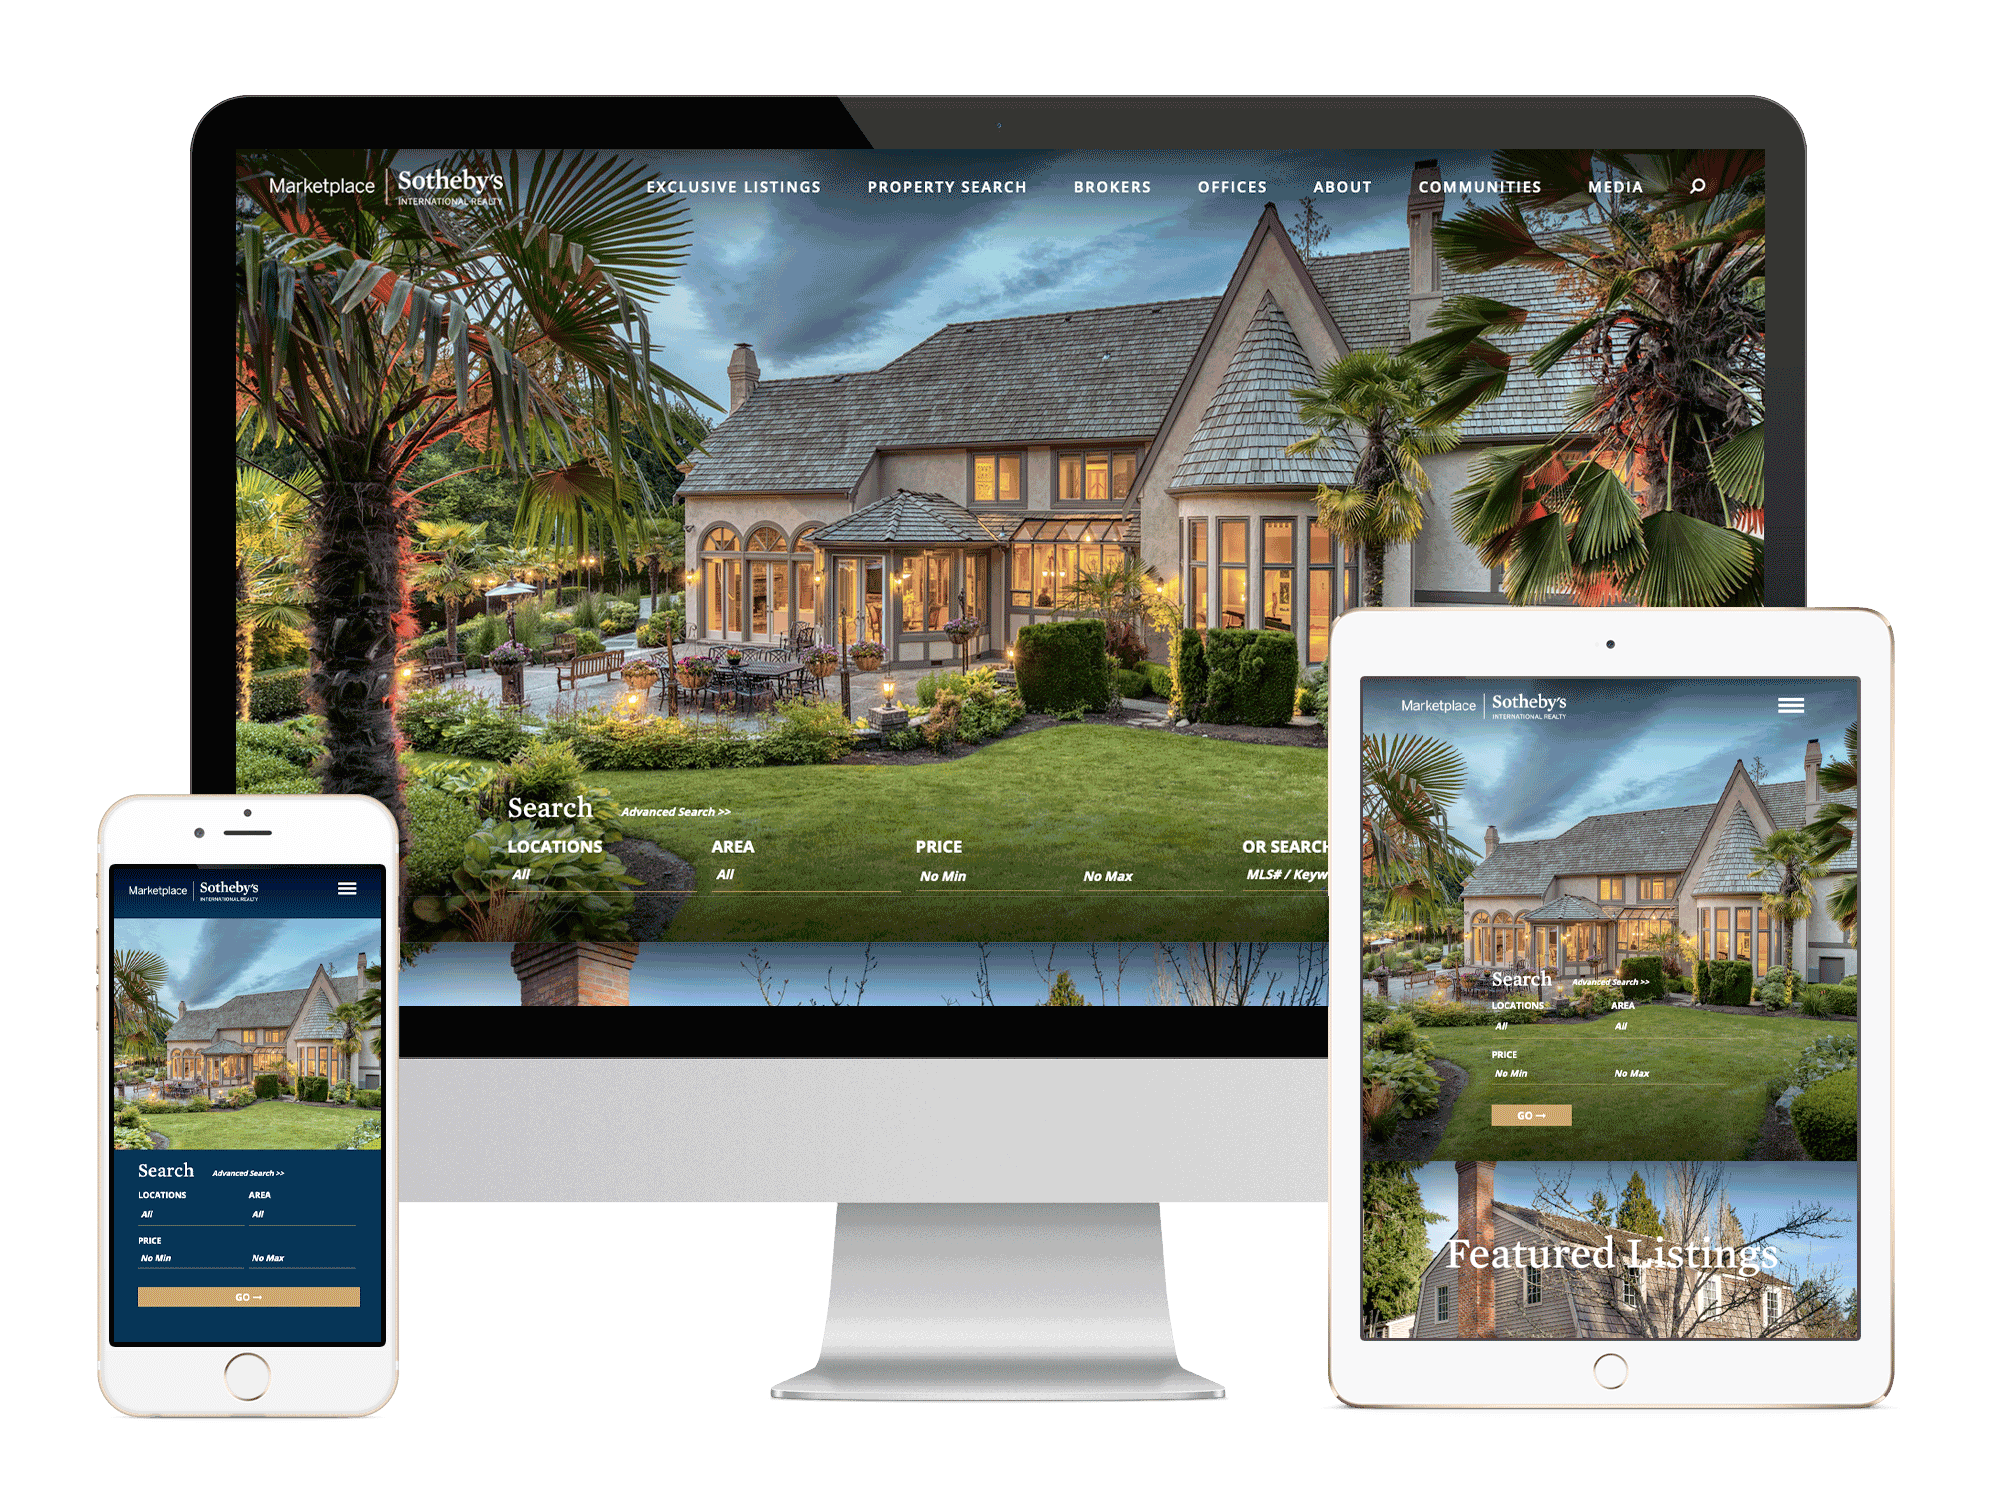 Marketplace | Sotheby's
INTERNATIONAL REALTY
EXCLUSIVE LISTINGS PROPERTY SEARCH BROKERS OFFICES ABOUT COMMUNITIES MEDIA
Search Advanced Search >>
LOCATIONS AREA PRICE OR SEARCH
All All No Min No Max MLS# / Keyw
Marketplace | Sotheby's
INTERNATIONAL REALTY
Search Advanced Search >>
LOCATIONS AREA
All All
PRICE
No Min No Max
GO →
Marketplace | Sotheby's
INTERNATIONAL REALTY
Search Advanced Search >>
LOCATIONS AREA
All All
PRICE
No Min No Max
GO →
Featured Listings